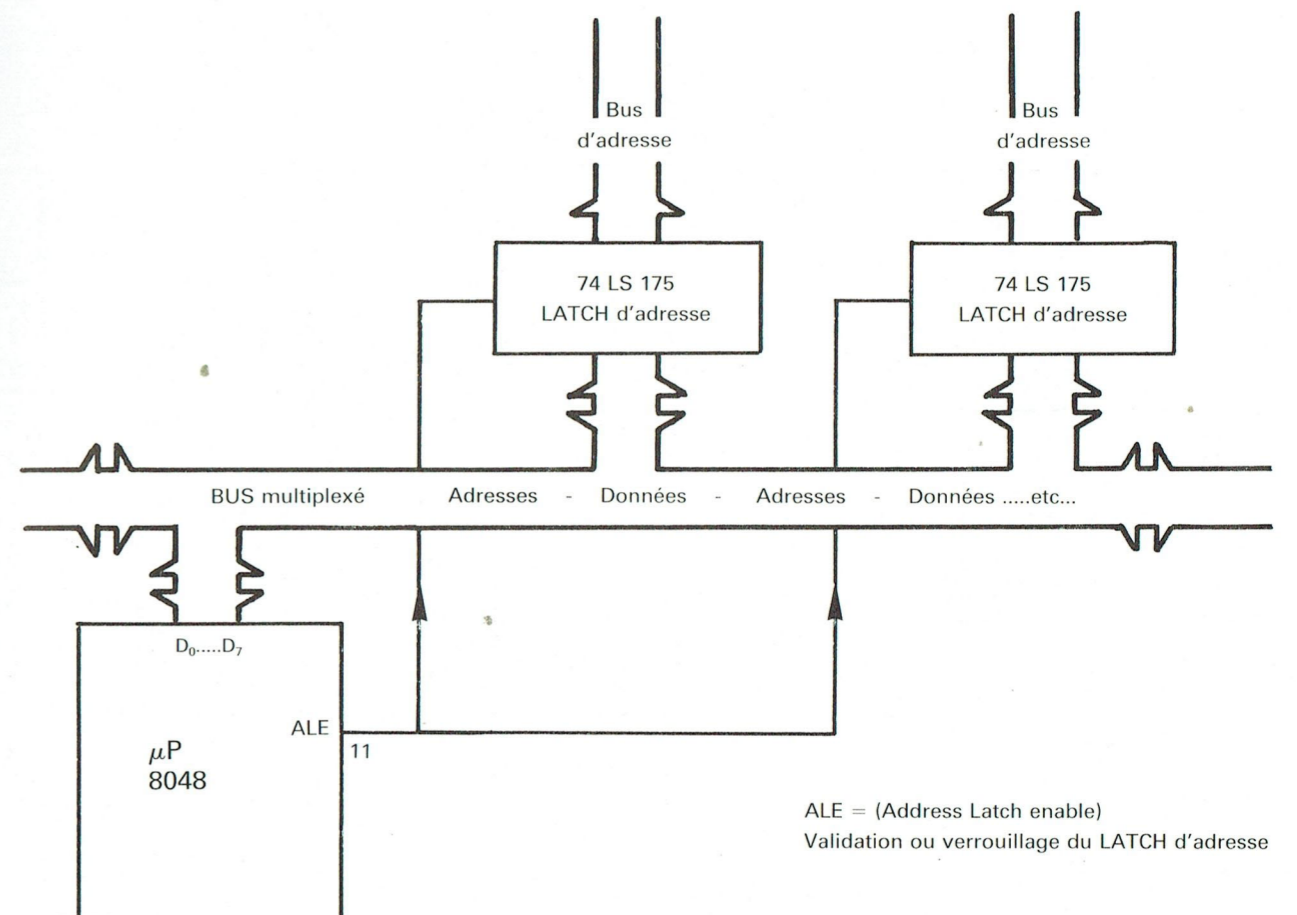 Bus
d'adresse
Bus
d'adresse
74 LS 175
LATCH d'adresse
74 LS 175
LATCH d'adresse
BUS multiplexé Adresses - Données - Adresses - Données .....etc...
D₀.....D₇
ALE
11
µP
8048
ALE = (Address Latch enable)
Validation ou verrouillage du LATCH d'adresse